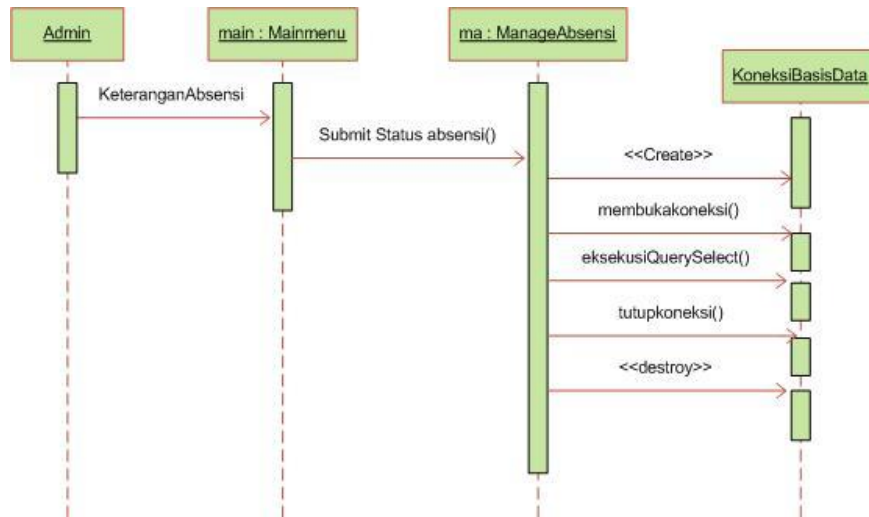 Admin
main : Mainmenu
ma : ManageAbsensi
KoneksiBasisData
KeteranganAbsensi
Submit Status absensi()
<<Create>>
membukakoneksi()
eksekusiQuerySelect()
tutupkoneksi()
<<destroy>>